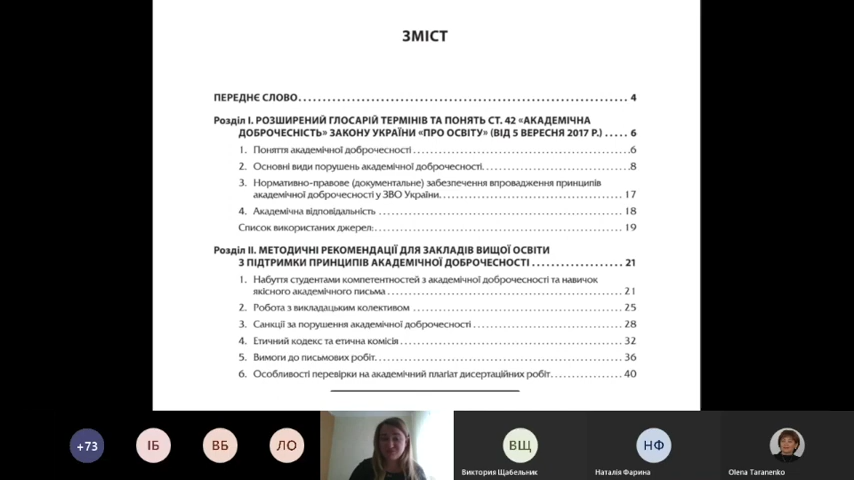 ЗМІСТ
ПЕРЕДНЄ СЛОВО 4
Розділ І. РОЗШИРЕНИЙ ГЛОСАРІЙ ТЕРМІНІВ ТА ПОНЯТЬ СТ. 42 «АКАДЕМІЧНА
ДОБРОЧЕСНІСТЬ» ЗАКОНУ УКРАЇНИ «ПРО ОСВІТУ» (ВІД 5 ВЕРЕСНЯ 2017 Р.) ..... 6
1. Поняття академічної доброчесності 6
2. Основні види порушень академічної доброчесності. 8
3. Нормативно-правове (документальне) забезпечення впровадження принципів
академічної доброчесності у ЗВО України. 17
4. Академічна відповідальність 18
Список використаних джерел: 19
Розділ ІІ. МЕТОДИЧНІ РЕКОМЕНДАЦІЇ ДЛЯ ЗАКЛАДІВ ВИЩОЇ ОСВІТИ
З ПІДТРИМКИ ПРИНЦИПІВ АКАДЕМІЧНОЇ ДОБРОЧЕСНОСТІ 21
1. Набуття студентами компетентностей з академічної доброчесності та навичок
якісного академічного письма 21
2. Робота з викладацьким колективом 25
3. Санкції за порушення академічної доброчесності 28
4. Етичний кодекс та етична комісія 32
5. Вимоги до письмових робіт. 36
6. Особливості перевірки на академічний плагіат дисертаційних робіт 40
+73
ІБ
ВБ
ЛО
ВЩ
НФ
Виктория Щабельник
Наталія Фарина
Olena Taranenko